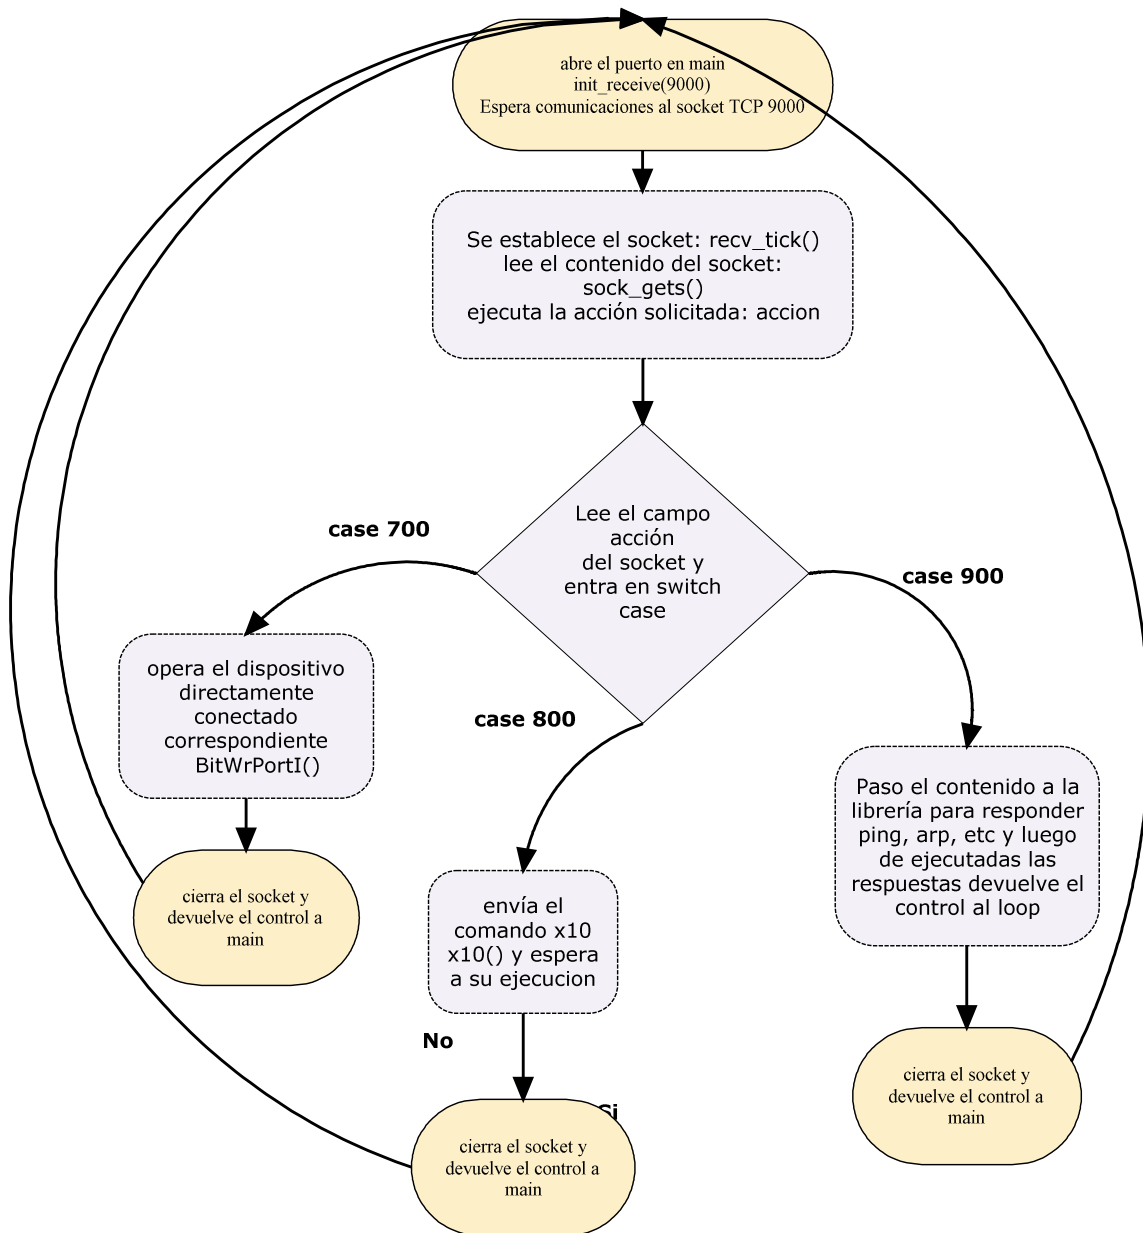 abre el puerto en main
init_receive(9000)
Espera comunicaciones al socket TCP 9000
Se establece el socket: recv_tick()
lee el contenido del socket:
sock_gets()
ejecuta la acción solicitada: accion
Lee el campo
acción
del socket y
entra en switch
case
case 700
case 900
case 800
opera el dispositivo
directamente
conectado
correspondiente
BitWrPortI()
cierra el socket y
devuelve el control a
main
envía el
comando x10
x10() y espera
a su ejecucion
No
Si
cierra el socket y
devuelve el control a
main
Paso el contenido a la
librería para responder
ping, arp, etc y luego
de ejecutadas las
respuestas devuelve el
control al loop
cierra el socket y
devuelve el control a
main